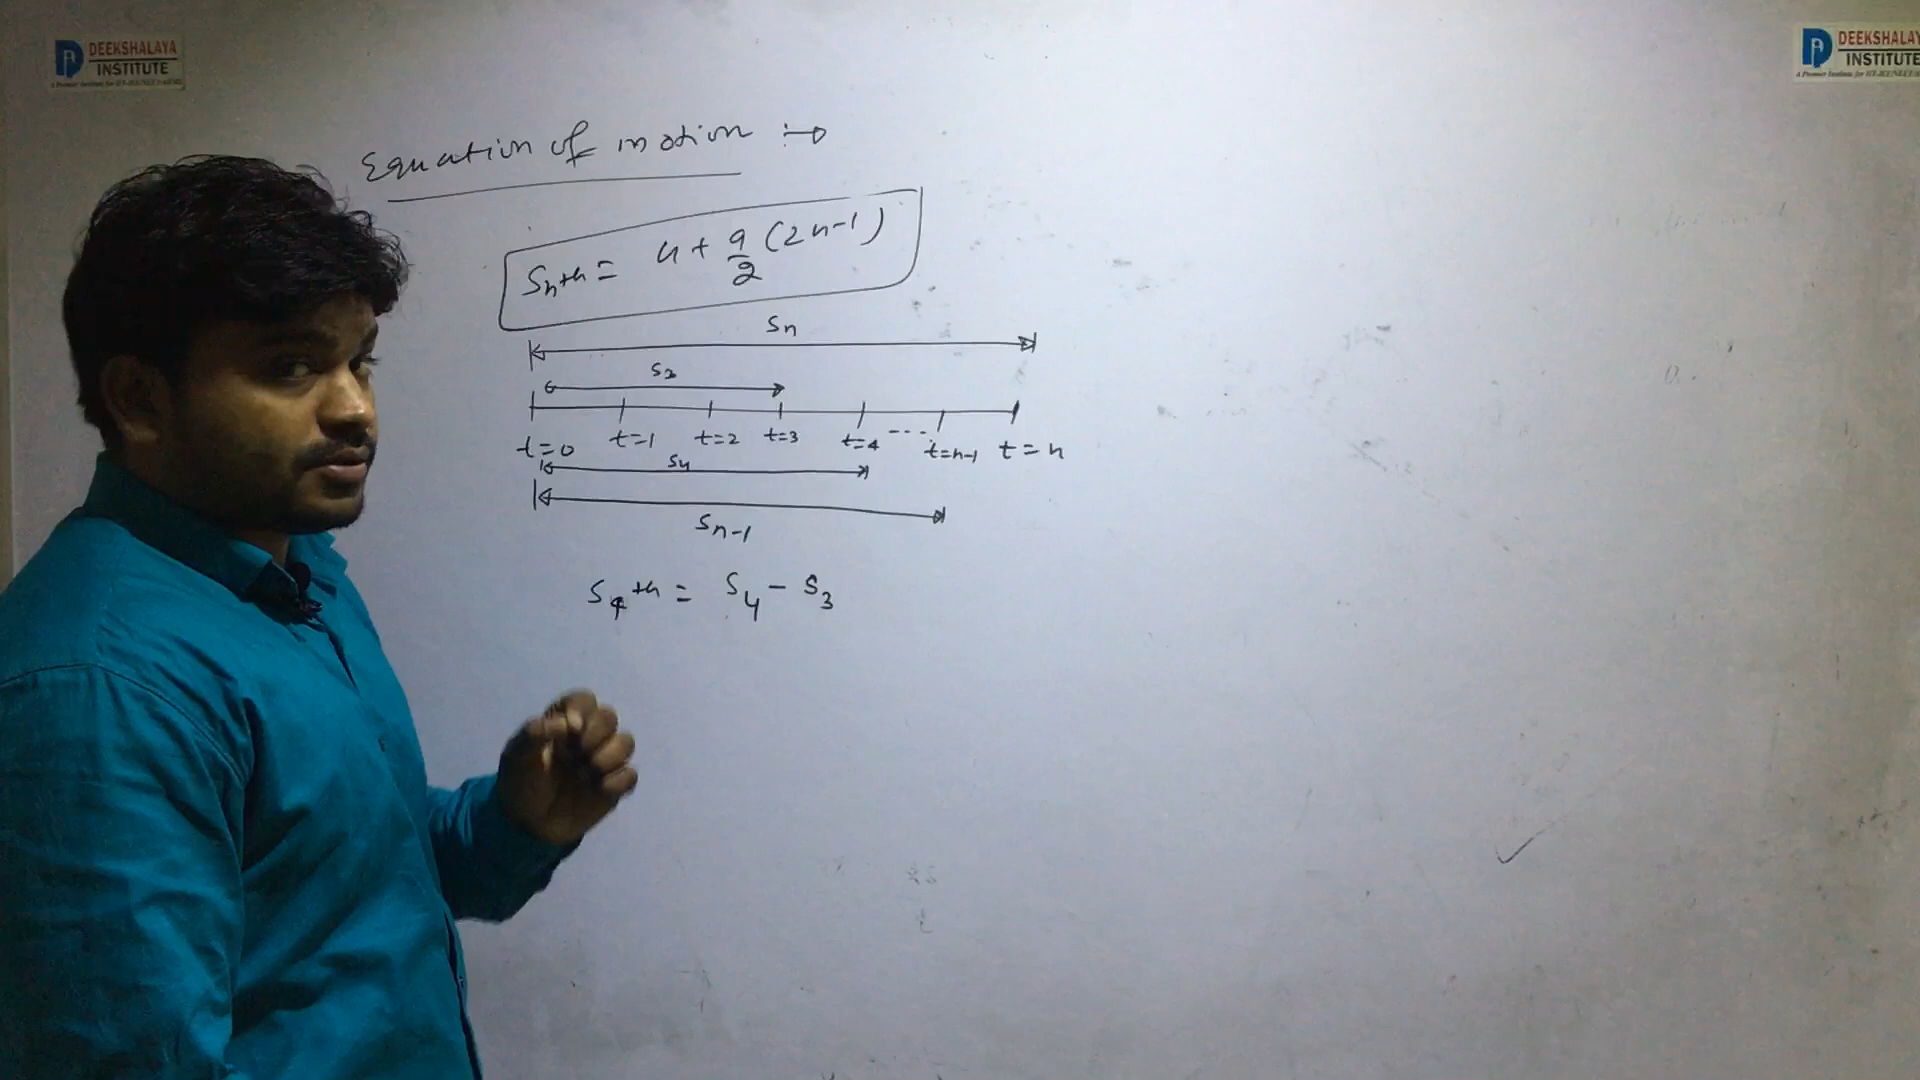 DEEKSHALAYA
INSTITUTE
DEEKSHALAY
INSTITUTE
Equation of motion :→
Snth = u + a/2 (2n-1)
Sn
S3
t=0 t=1 t=2 t=3 t=4 ---. t=n-1 t=n
S4
Sn-1
S4th = S4 - S3